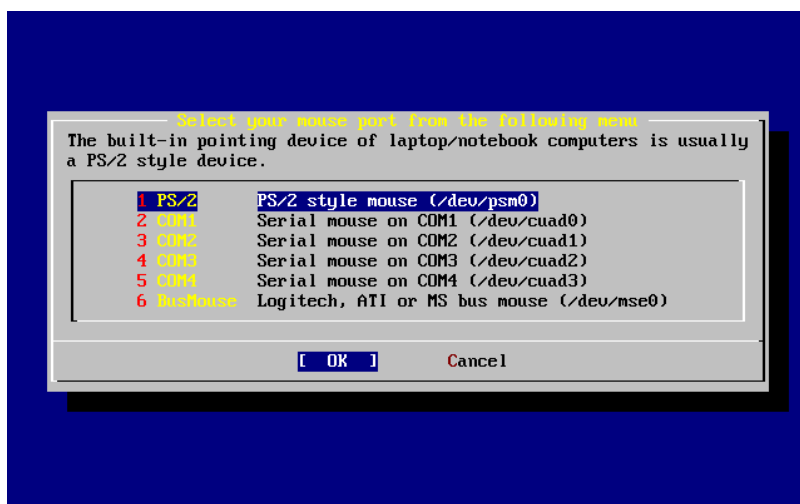 Select your mouse port from the following menu
The built-in pointing device of laptop/notebook computers is usually
a PS/2 style device.
1 PS/2 PS/2 style mouse (/dev/psm0)
2 COM1 Serial mouse on COM1 (/dev/cuad0)
3 COM2 Serial mouse on COM2 (/dev/cuad1)
4 COM3 Serial mouse on COM3 (/dev/cuad2)
5 COM4 Serial mouse on COM4 (/dev/cuad3)
6 BusMouse Logitech, ATI or MS bus mouse (/dev/mse0)
[ OK ] Cancel